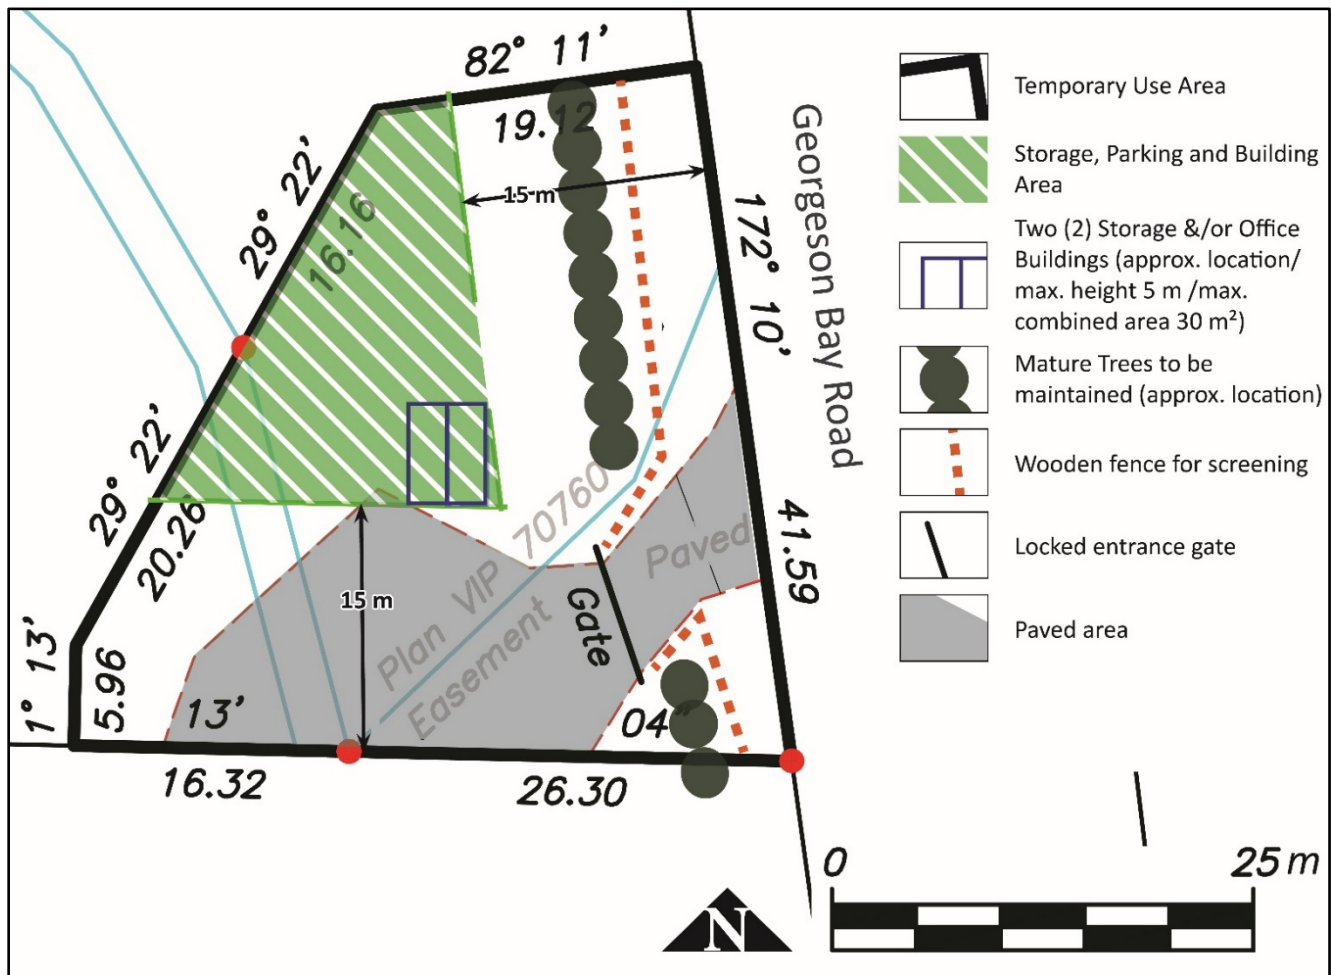 82° 11’
19.12
15 m
29° 22’
16.16
172° 10’
Georgeson Bay Road
29° 22’
20.26
41.59
Plan VIP 70760
Easement
Paved
Gate
15 m
1° 13’
5.96
13’
04”
16.32
26.30
Temporary Use Area
Storage, Parking and Building
Area
Two (2) Storage &/or Office
Buildings (approx. location/
max. height 5 m /max.
combined area 30 m²)
Mature Trees to be
maintained (approx. location)
Wooden fence for screening
Locked entrance gate
Paved area
0 25 m
N